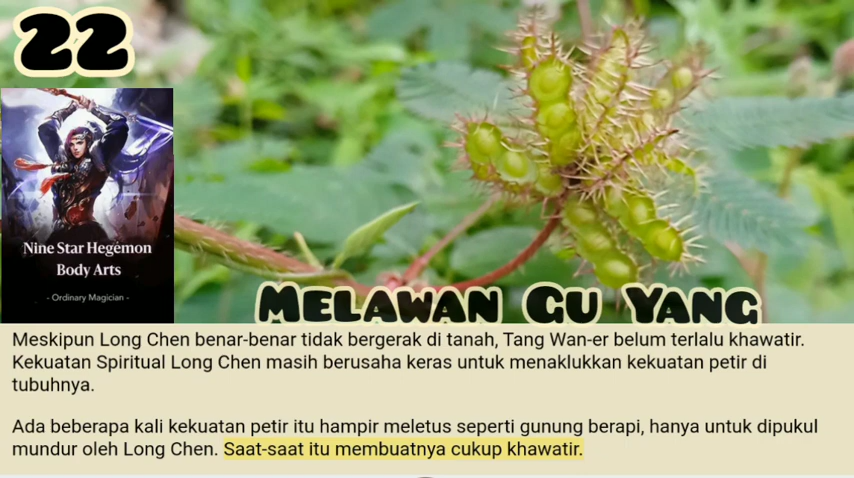 22
Nine Star Hegemon
Body Arts
- Ordinary Magician -
MELAWAN GU YANG
Meskipun Long Chen benar-benar tidak bergerak di tanah, Tang Wan-er belum terlalu khawatir.
Kekuatan Spiritual Long Chen masih berusaha keras untuk menaklukkan kekuatan petir di
tubuhnya.
Ada beberapa kali kekuatan petir itu hampir meletus seperti gunung berapi, hanya untuk dipukul
mundur oleh Long Chen. Saat-saat itu membuatnya cukup khawatir.